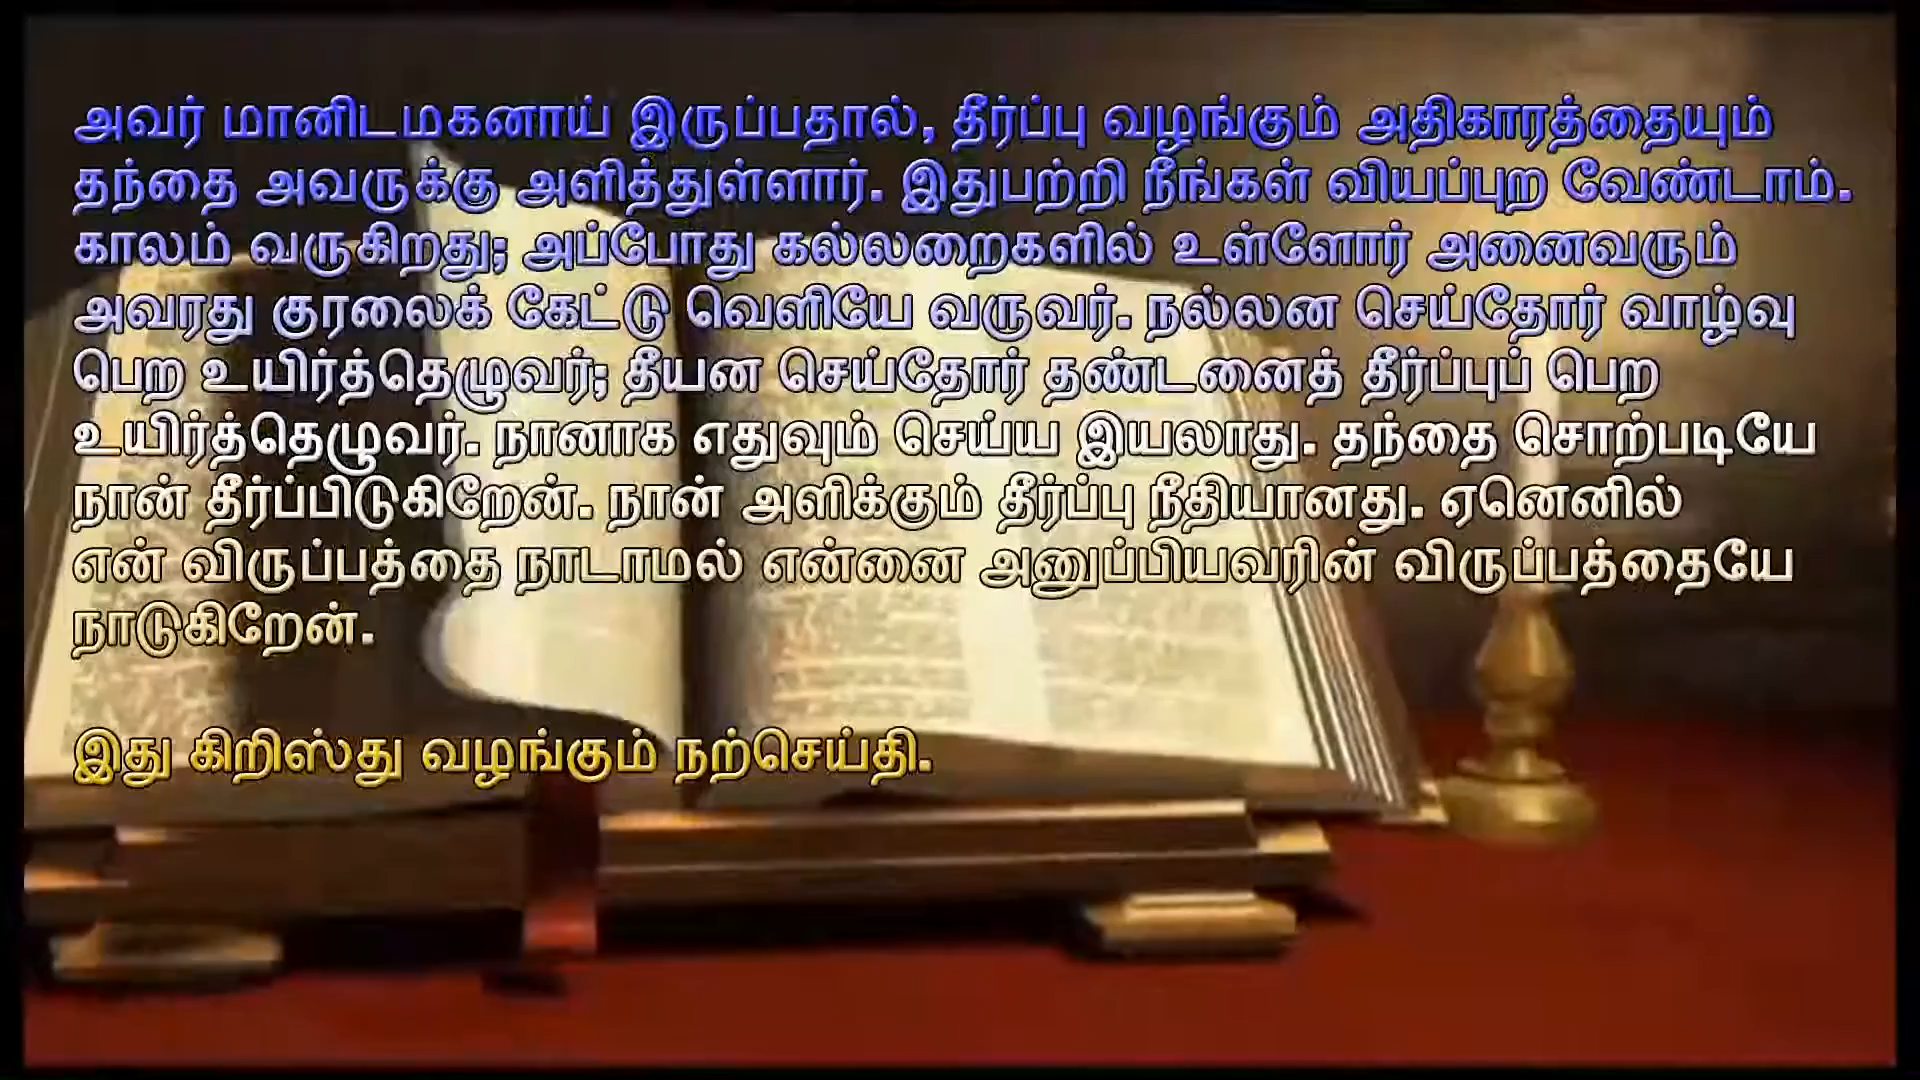 அவர் மானிடமகனாய் இருப்பதால், தீர்ப்பு வழங்கும் அதிகாரத்தையும்
தந்தை அவருக்கு அளித்துள்ளார். இதுபற்றி நீங்கள் வியப்புற வேண்டாம்.
காலம் வருகிறது; அப்போது கல்லறைகளில் உள்ளோர் அனைவரும்
அவரது குரலைக் கேட்டு வெளியே வருவர். நல்லன செய்தோர் வாழ்வு
பெற உயிர்த்தெழுவர்; தீயன செய்தோர் தண்டனைத் தீர்ப்புப் பெற
உயிர்த்தெழுவர். நானாக எதுவும் செய்ய இயலாது. தந்தை சொற்படியே
நான் தீர்ப்பிடுகிறேன். நான் அளிக்கும் தீர்ப்பு நீதியானது. ஏனெனில்
என் விருப்பத்தை நாடாமல் என்னை அனுப்பியவரின் விருப்பத்தையே
நாடுகிறேன்.
இது கிறிஸ்து வழங்கும் நற்செய்தி.